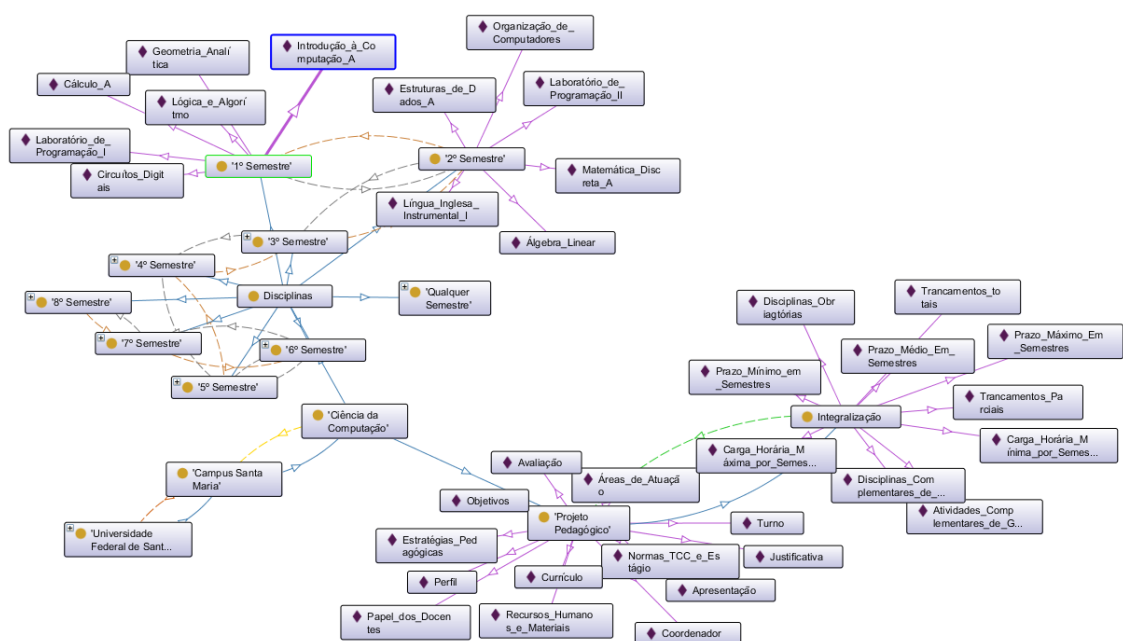 Organização_de_
Computadores
Introdução_à_Co
mputação_A
Geometria_Analí
tica
Cálculo_A
Estruturas_de_D
ados_A
Laboratório_de_
Programação_II
Lógica_e_Algorí
tmo
Laboratório_de_
Programação_I
'1º Semestre'
'2º Semestre'
Circuítos_Digit
ais
Matemática_Disc
reta_A
Língua_Inglesa_
Instrumental_I
Álgebra_Linear
'3º Semestre'
'4º Semestre'
'8º Semestre'
Disciplinas
'Qualquer
Semestre'
'7º Semestre'
'6º Semestre'
'5º Semestre'
Trancamentos_to
tais
Disciplinas_Obr
iagtórias
Prazo_Máximo_Em
_Semestres
Prazo_Médio_Em_
Semestres
Prazo_Mínimo_em
_Semestres
Trancamentos_Pa
rciais
Integralização
'Ciência da
Computação'
Carga_Horária_M
ínima_por_Semes...
Carga_Horária_M
áxima_por_Semes...
Avaliação
Áreas_de_Atuaçã
o
'Campus Santa
Maria'
Disciplinas_Com
plementares_de_...
Objetivos
Atividades_Comp
lementares_de_G...
'Projeto
Pedagógico'
Turno
'Universidade
Federal de Sant...
Estratégias_Ped
agógicas
Normas_TCC_e_Es
tágio
Justificativa
Perfil
Currículo
Apresentação
Papel_dos_Docen
tes
Recursos_Humano
s_e_Materiais
Coordenador